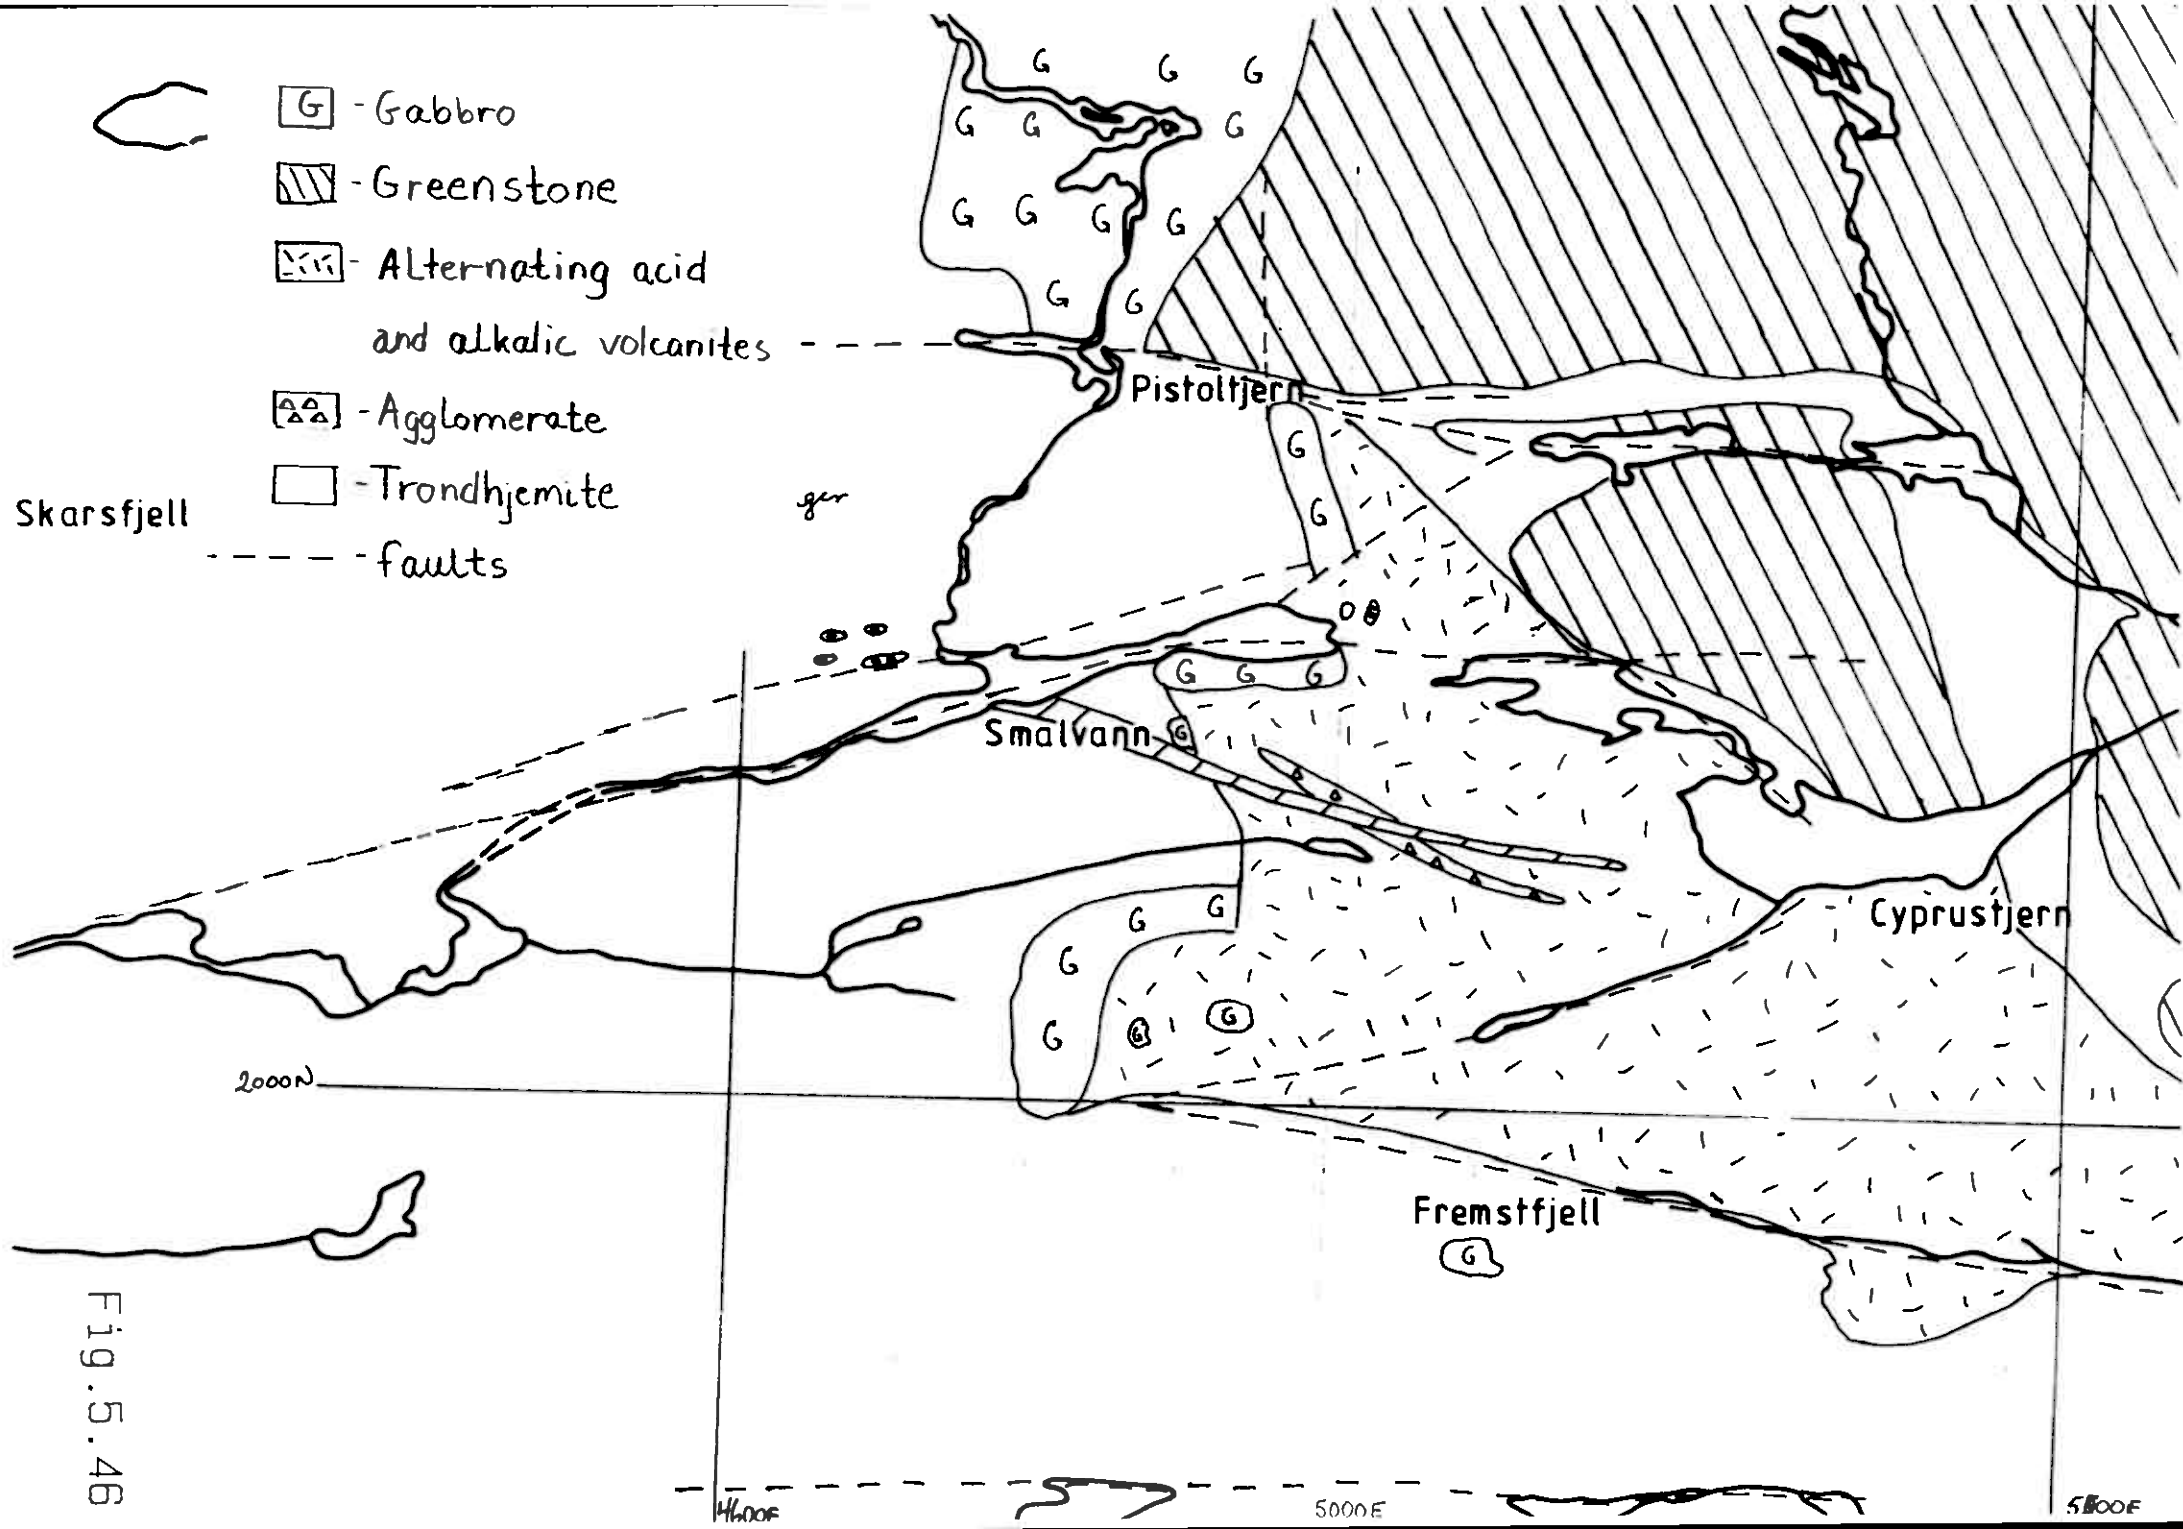 G - Gabbro
- Greenstone
- Alternating acid
and alkalic volcanites
- Agglomerate
- Trondhjemite
- faults
Skarsfjell
G G G
G G G
G G G G
G G
Pistoltjern
G
G
G G G
Smalvann
G
G G
G
G
G G
Cyprustjern
2000N
Fremstfjell
G
4600E
5000E
Fig. 5.46